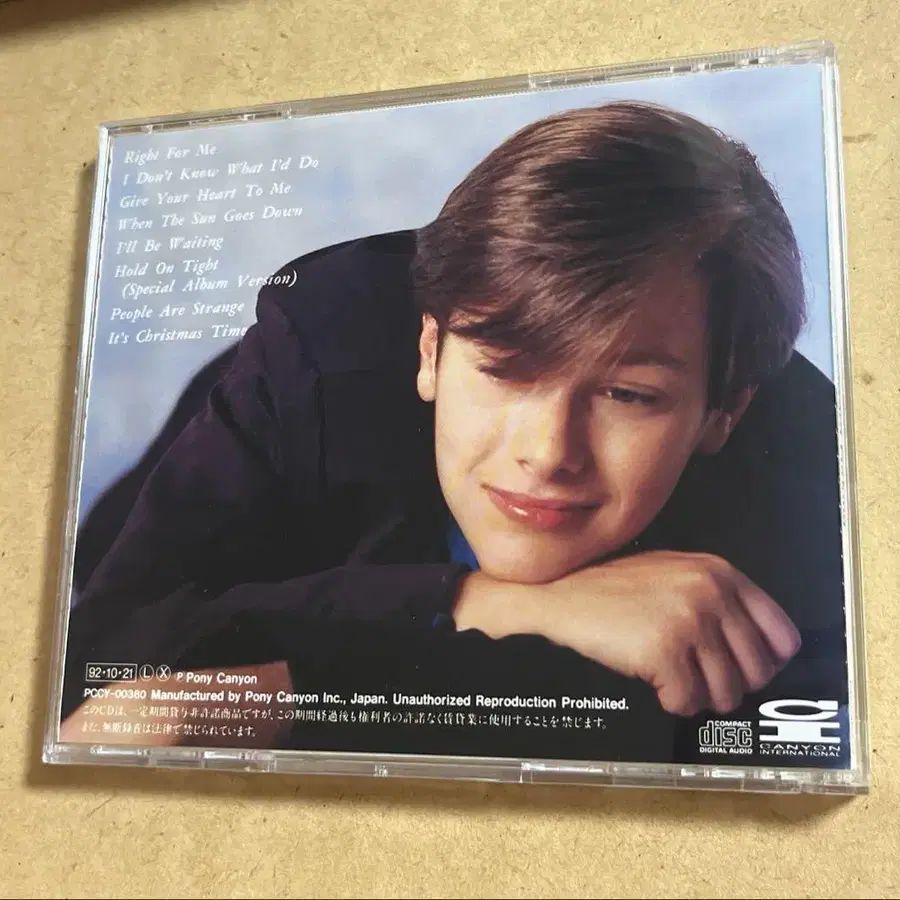 Right For Me
I Don't Know What I'd Do
Give Your Heart To Me
When The Sun Goes Down
I'll Be Waiting
Hold On Tight
(Special Album Version)
People Are Strange
It's Christmas Time
92・10・21 Ⓛ Ⓧ P Pony Canyon
PCCY-00380 Manufactured by Pony Canyon Inc., Japan. Unauthorized Reproduction Prohibited.
このCDは、一定期間貸与非許諾商品ですが、この期間経過後も権利者の許諾なく賃貸業に使用することを禁じます。
また、無断録音は法律で禁じられています。
COMPACT
disc
DIGITAL AUDIO
CANYON
INTERNATIONAL